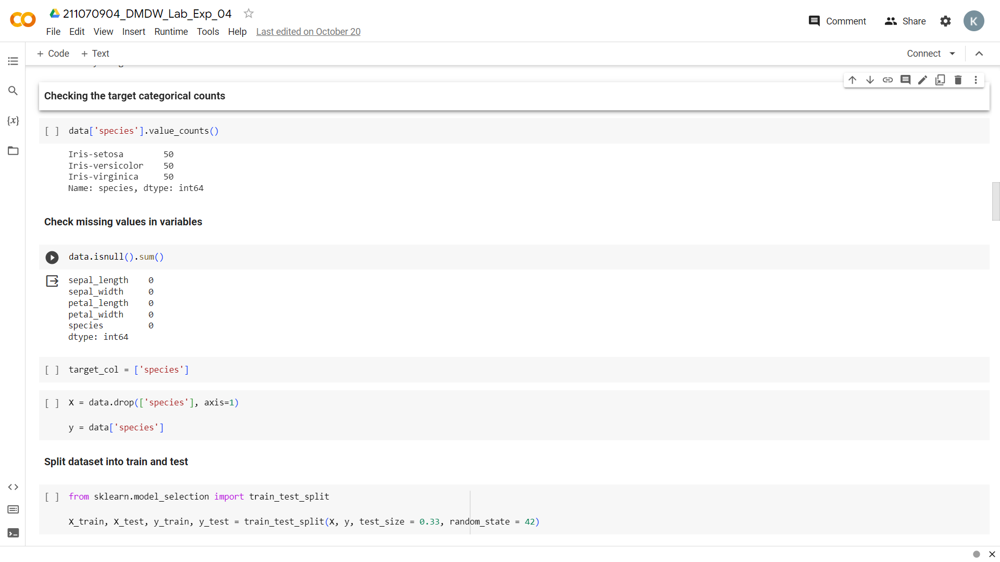 211070904_DMDW_Lab_Exp_04
File Edit View Insert Runtime Tools Help Last edited on October 20
Comment Share K
+ Code + Text
Connect
Checking the target categorical counts
{x}
[ ] data['species'].value_counts()
Iris-setosa 50
Iris-versicolor 50
Iris-virginica 50
Name: species, dtype: int64
Check missing values in variables
data.isnull().sum()
sepal_length 0
sepal_width 0
petal_length 0
petal_width 0
species 0
dtype: int64
[ ] target_col = ['species']
[ ] X = data.drop(['species'], axis=1)
y = data['species']
Split dataset into train and test
[ ] from sklearn.model_selection import train_test_split
X_train, X_test, y_train, y_test = train_test_split(X, y, test_size = 0.33, random_state = 42)